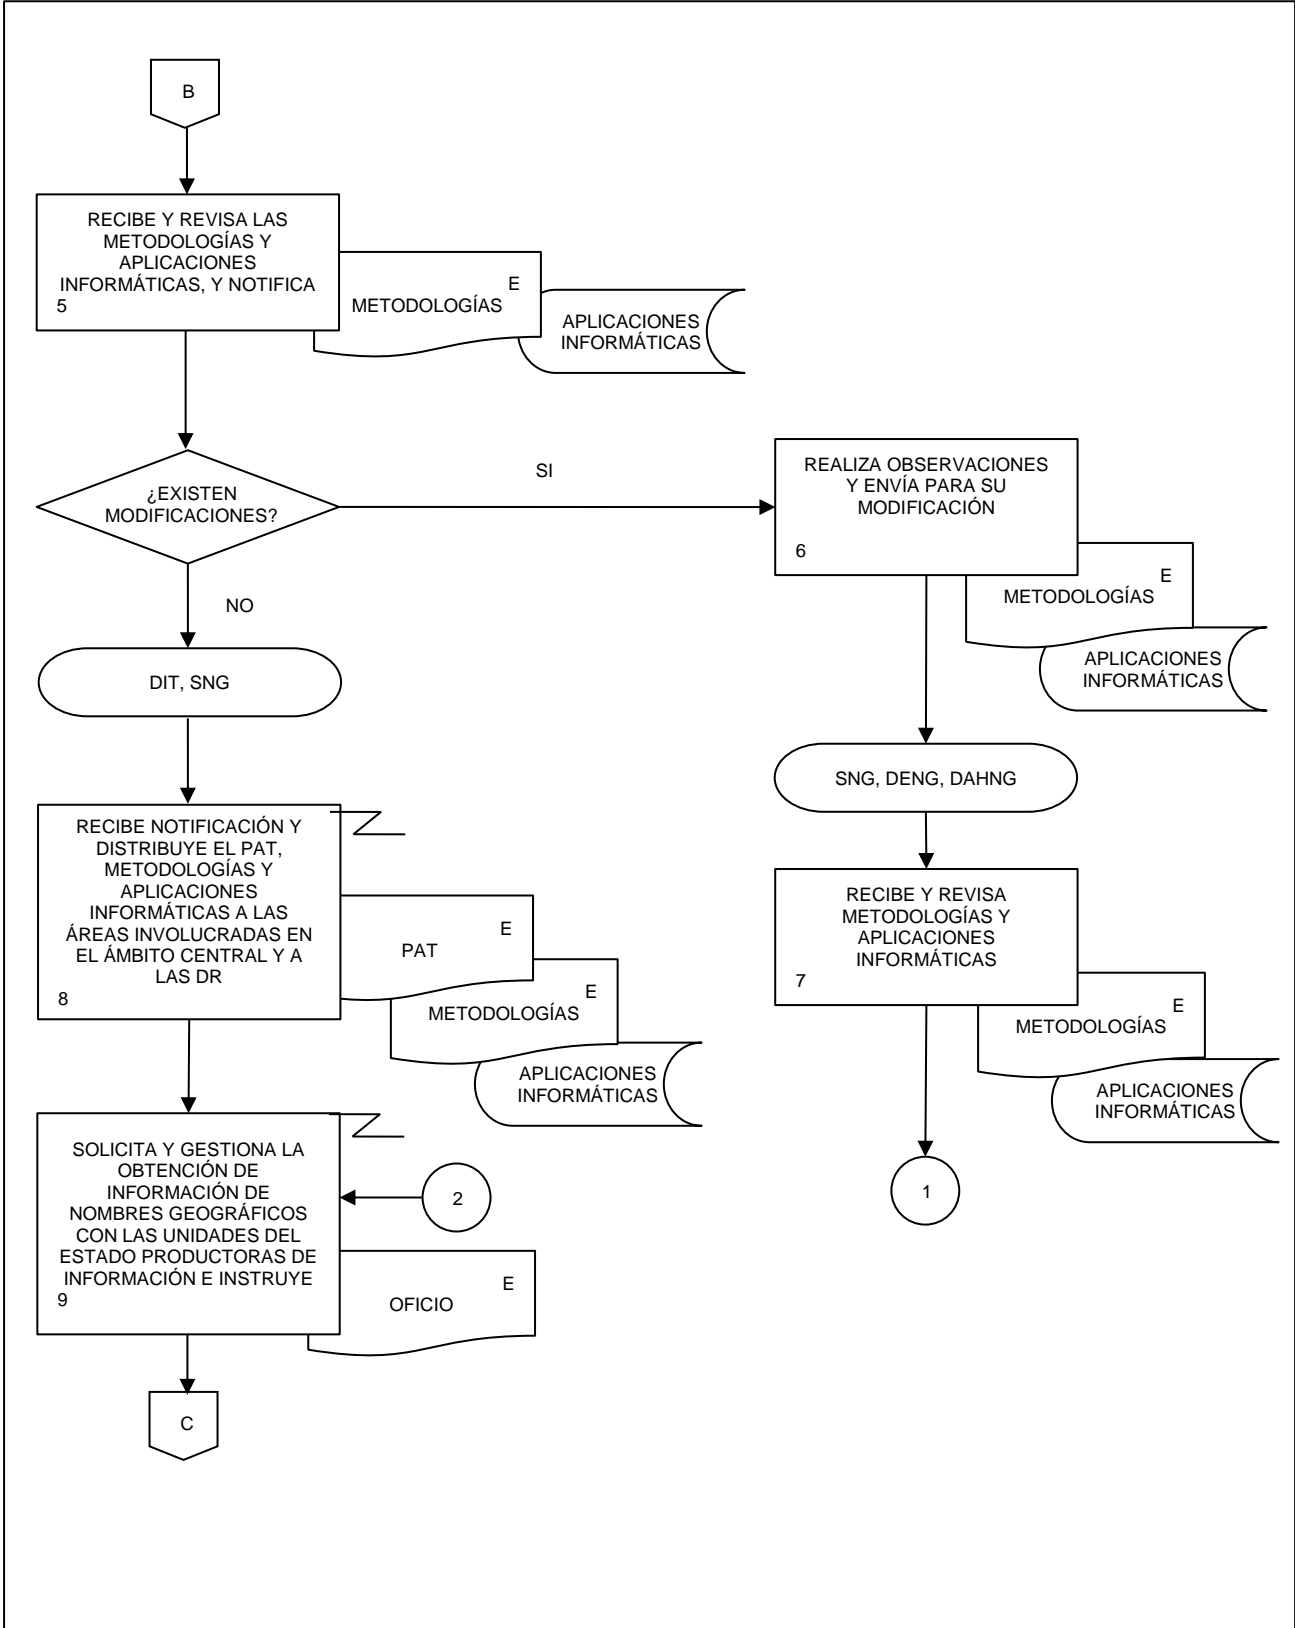 B
RECIBE Y REVISA LAS
METODOLOGÍAS Y
APLICACIONES
INFORMÁTICAS, Y NOTIFICA
5
E
METODOLOGÍAS
APLICACIONES
INFORMÁTICAS
¿EXISTEN
MODIFICACIONES?
SI
NO
REALIZA OBSERVACIONES
Y ENVÍA PARA SU
MODIFICACIÓN
6
E
METODOLOGÍAS
APLICACIONES
INFORMÁTICAS
DIT, SNG
SNG, DENG, DAHNG
RECIBE NOTIFICACIÓN Y
DISTRIBUYE EL PAT,
METODOLOGÍAS Y
APLICACIONES
INFORMÁTICAS A LAS
ÁREAS INVOLUCRADAS EN
EL ÁMBITO CENTRAL Y A
LAS DR
8
E
PAT
E
METODOLOGÍAS
APLICACIONES
INFORMÁTICAS
RECIBE Y REVISA
METODOLOGÍAS Y
APLICACIONES
INFORMÁTICAS
7
E
METODOLOGÍAS
APLICACIONES
INFORMÁTICAS
1
SOLICITA Y GESTIONA LA
OBTENCIÓN DE
INFORMACIÓN DE
NOMBRES GEOGRÁFICOS
CON LAS UNIDADES DEL
ESTADO PRODUCTORAS DE
INFORMACIÓN E INSTRUYE
9
2
E
OFICIO
C